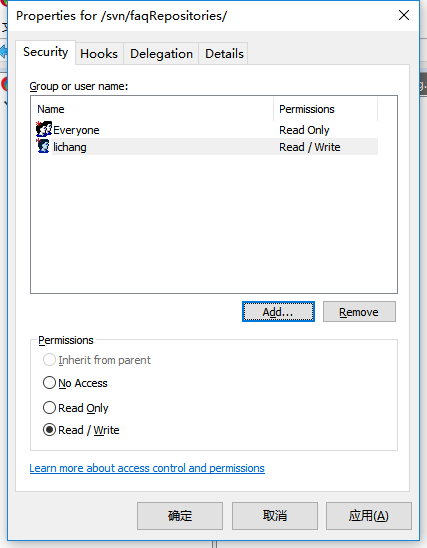 Properties for /svn/faqRepositories/
Security Hooks Delegation Details
Group or user name:
Name Permissions
Everyone Read Only
lichang Read / Write
Add... Remove
Permissions
Inherit from parent
No Access
Read Only
Read / Write
Learn more about access control and permissions
确定 取消 应用(A)